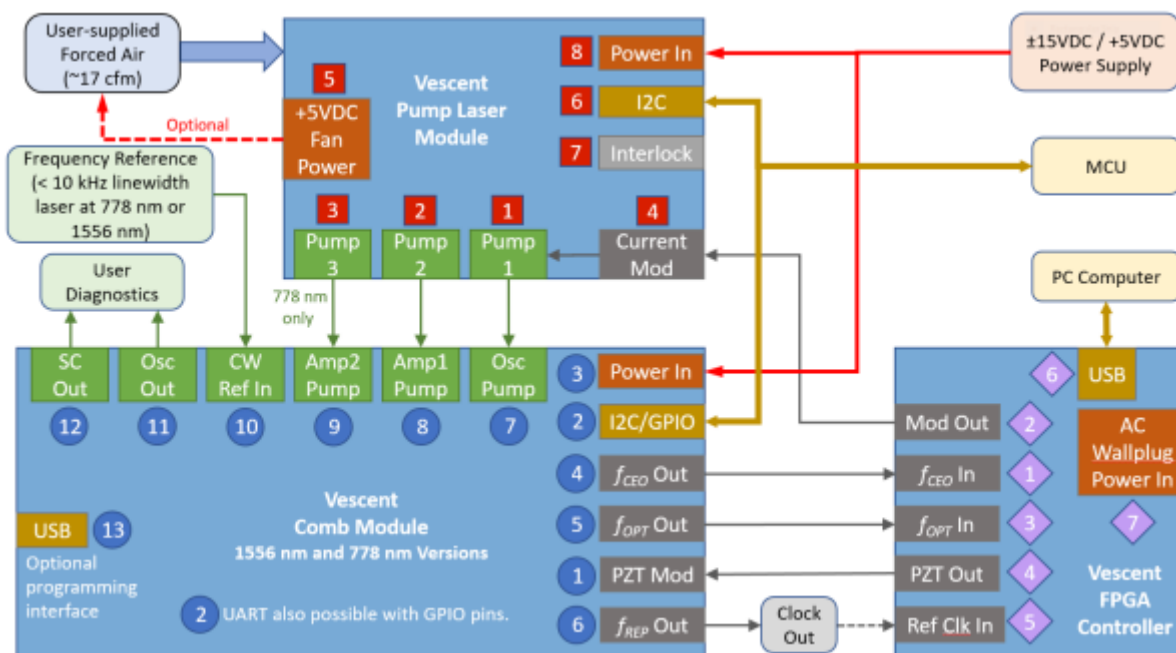 User-supplied
Forced Air
(~17 cfm)
Optional
Frequency Reference
(< 10 kHz linewidth
laser at 778 nm or
1556 nm)
User
Diagnostics
Vescent
Pump Laser
Module
5
+5VDC
Fan
Power
8
Power In
6
I2C
7
Interlock
3
Pump
3
2
Pump
2
1
Pump
1
4
Current
Mod
±15VDC / +5VDC
Power Supply
MCU
PC Computer
778 nm
only
SC
Out
12
Osc
Out
11
CW
Ref In
10
Amp2
Pump
9
Amp1
Pump
8
Osc
Pump
7
3
Power In
2
I2C/GPIO
4
fCEO Out
5
fOPT Out
1
PZT Mod
6
fREP Out
Vescent
Comb Module
1556 nm and 778 nm Versions
USB
13
Optional
programming
interface
2
UART also possible with GPIO pins.
Clock
Out
6
USB
Mod Out
2
fCEO In
1
fOPT In
3
PZT Out
4
Ref Clk In
5
AC
Wallplug
Power In
7
Vescent
FPGA
Controller